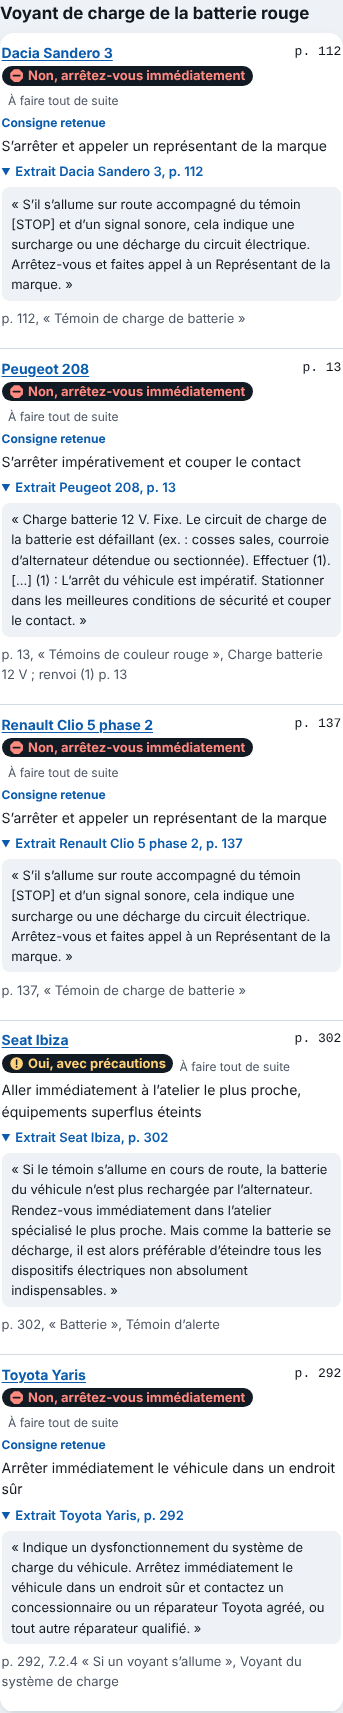 Voyant de charge de la batterie rouge
Dacia Sandero 3 p. 112
Non, arrêtez-vous immédiatement
À faire tout de suite
Consigne retenue
S’arrêter et appeler un représentant de la marque
▼ Extrait Dacia Sandero 3, p. 112
« S’il s’allume sur route accompagné du témoin
[STOP] et d’un signal sonore, cela indique une
surcharge ou une décharge du circuit électrique.
Arrêtez-vous et faites appel à un Représentant de la
marque. »
p. 112, « Témoin de charge de batterie »
Peugeot 208 p. 13
Non, arrêtez-vous immédiatement
À faire tout de suite
Consigne retenue
S’arrêter impérativement et couper le contact
▼ Extrait Peugeot 208, p. 13
« Charge batterie 12 V. Fixe. Le circuit de charge de
la batterie est défaillant (ex. : cosses sales, courroie
d’alternateur détendue ou sectionnée). Effectuer (1).
[…] (1) : L’arrêt du véhicule est impératif. Stationner
dans les meilleures conditions de sécurité et couper
le contact. »
p. 13, « Témoins de couleur rouge », Charge batterie
12 V ; renvoi (1) p. 13
Renault Clio 5 phase 2 p. 137
Non, arrêtez-vous immédiatement
À faire tout de suite
Consigne retenue
S’arrêter et appeler un représentant de la marque
▼ Extrait Renault Clio 5 phase 2, p. 137
« S’il s’allume sur route accompagné du témoin
[STOP] et d’un signal sonore, cela indique une
surcharge ou une décharge du circuit électrique.
Arrêtez-vous et faites appel à un Représentant de la
marque. »
p. 137, « Témoin de charge de batterie »
Seat Ibiza p. 302
Oui, avec précautions À faire tout de suite
Aller immédiatement à l’atelier le plus proche,
équipements superflus éteints
▼ Extrait Seat Ibiza, p. 302
« Si le témoin s’allume en cours de route, la batterie
du véhicule n’est plus rechargée par l’alternateur.
Rendez-vous immédiatement dans l’atelier
spécialisé le plus proche. Mais comme la batterie se
décharge, il est alors préférable d’éteindre tous les
dispositifs électriques non absolument
indispensables. »
p. 302, « Batterie », Témoin d’alerte
Toyota Yaris p. 292
Non, arrêtez-vous immédiatement
À faire tout de suite
Consigne retenue
Arrêter immédiatement le véhicule dans un endroit
sûr
▼ Extrait Toyota Yaris, p. 292
« Indique un dysfonctionnement du système de
charge du véhicule. Arrêtez immédiatement le
véhicule dans un endroit sûr et contactez un
concessionnaire ou un réparateur Toyota agréé, ou
tout autre réparateur qualifié. »
p. 292, 7.2.4 « Si un voyant s’allume », Voyant du
système de charge